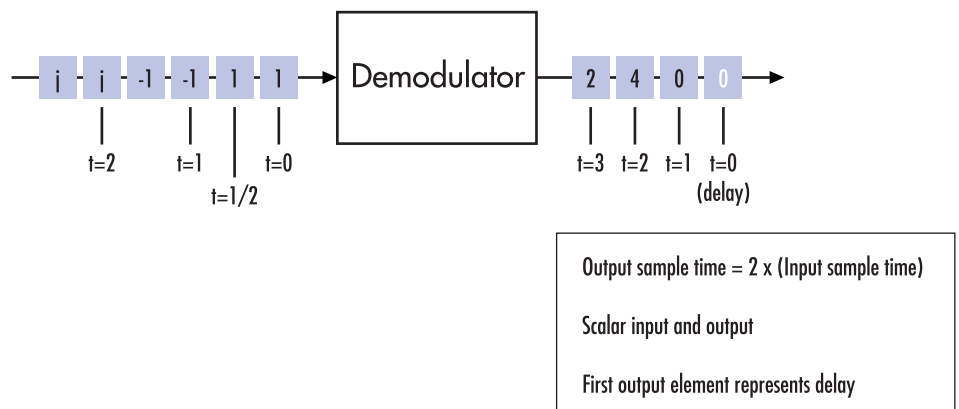 j j -1 -1 1 1 Demodulator 2 4 0 0
t=2 t=1 t=0 t=3 t=2 t=1 t=0
t=1/2 (delay)
Output sample time = 2 x (Input sample time)
Scalar input and output
First output element represents delay